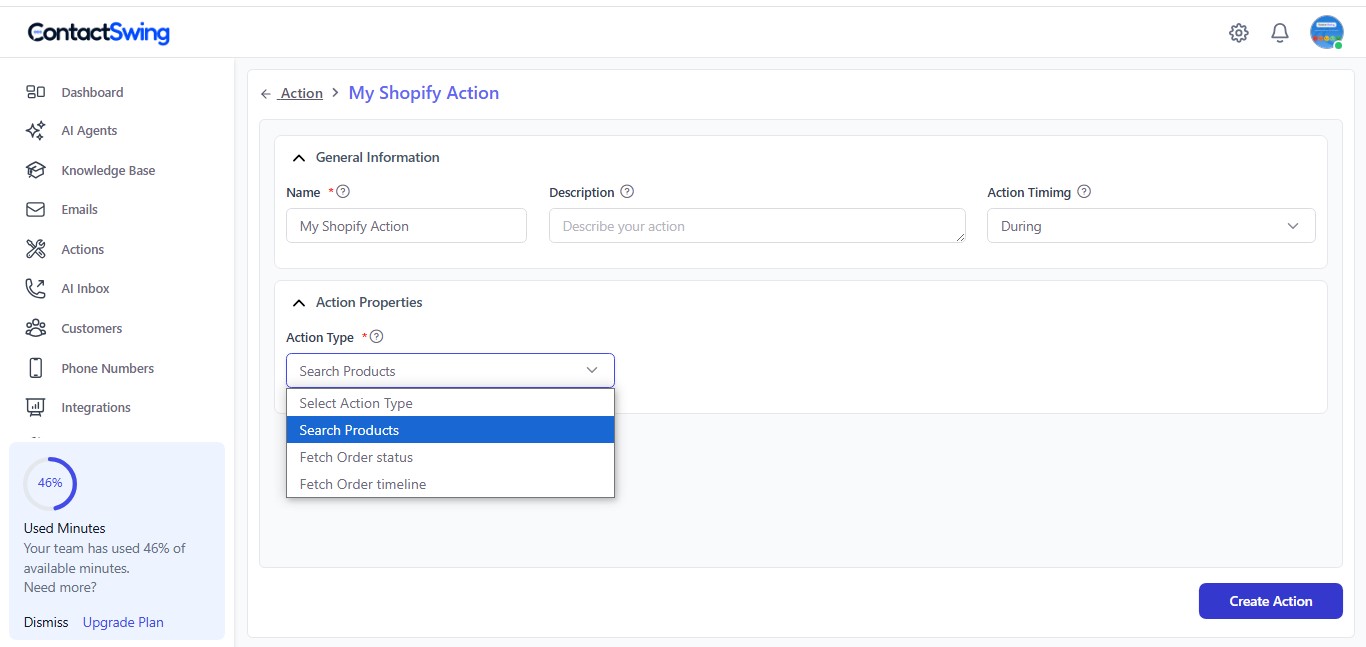 ContactSwing
Dashboard
AI Agents
Knowledge Base
Emails
Actions
AI Inbox
Customers
Phone Numbers
Integrations
46%
Used Minutes
Your team has used 46% of
available minutes.
Need more?
Dismiss Upgrade Plan
← Action > My Shopify Action
General Information
Name * Description Action Timimg
My Shopify Action Describe your action During
Action Properties
Action Type *
Search Products
Select Action Type
Search Products
Fetch Order status
Fetch Order timeline
Create Action